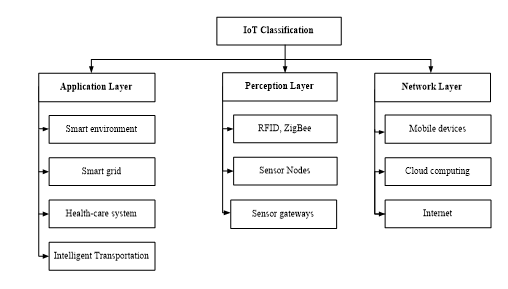 IoT Classification
Application Layer
Smart environment
Smart grid
Health-care system
Intelligent Transportation
Perception Layer
RFID, ZigBee
Sensor Nodes
Sensor gateways
Network Layer
Mobile devices
Cloud computing
Internet